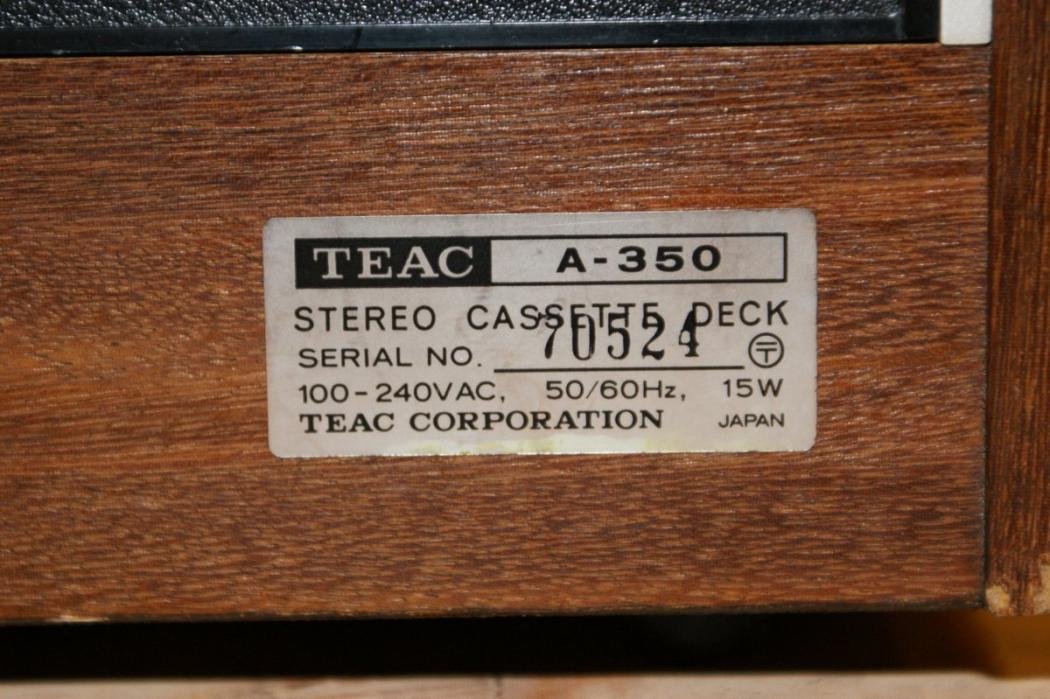 TEAC A-350
STEREO CASSETTE DECK
SERIAL NO. 70524 〶
100-240VAC, 50/60Hz, 15W
TEAC CORPORATION JAPAN